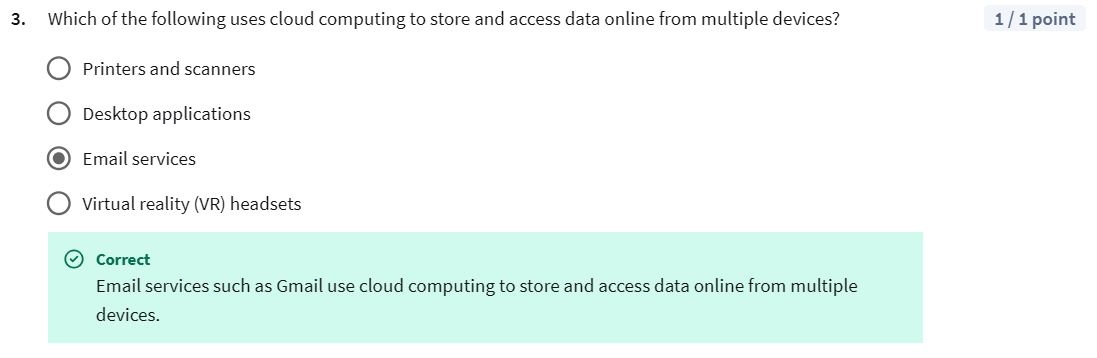 3. Which of the following uses cloud computing to store and access data online from multiple devices? 1 / 1 point
Printers and scanners
Desktop applications
Email services
Virtual reality (VR) headsets
Correct
Email services such as Gmail use cloud computing to store and access data online from multiple
devices.